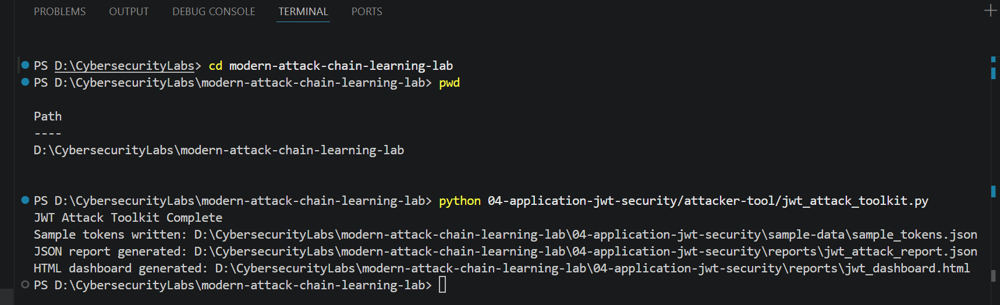 PROBLEMS OUTPUT DEBUG CONSOLE TERMINAL PORTS
PS D:\CybersecurityLabs> cd modern-attack-chain-learning-lab
PS D:\CybersecurityLabs\modern-attack-chain-learning-lab> pwd
Path
----
D:\CybersecurityLabs\modern-attack-chain-learning-lab
PS D:\CybersecurityLabs\modern-attack-chain-learning-lab> python 04-application-jwt-security/attacker-tool/jwt_attack_toolkit.py
JWT Attack Toolkit Complete
Sample tokens written: D:\CybersecurityLabs\modern-attack-chain-learning-lab\04-application-jwt-security\sample-data\sample_tokens.json
JSON report generated: D:\CybersecurityLabs\modern-attack-chain-learning-lab\04-application-jwt-security\reports\jwt_attack_report.json
HTML dashboard generated: D:\CybersecurityLabs\modern-attack-chain-learning-lab\04-application-jwt-security\reports\jwt_dashboard.html
PS D:\CybersecurityLabs\modern-attack-chain-learning-lab>